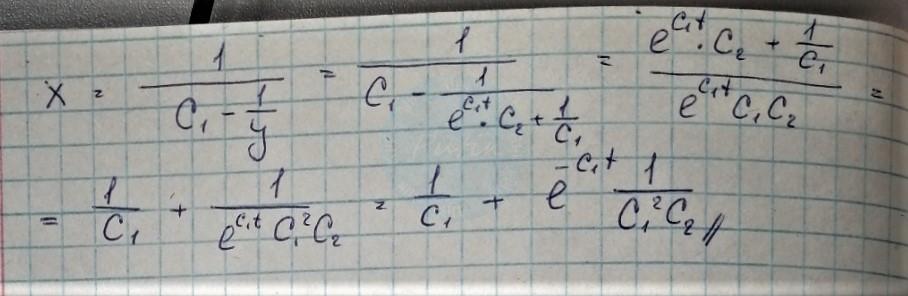 x = \frac{1}{C_1 - \frac{1}{y}} = \frac{1}{C_1 - \frac{1}{e^{C_1 t} \cdot C_2 + \frac{1}{C_1}}} = \frac{e^{C_1 t} \cdot C_2 + \frac{1}{C_1}}{e^{C_1 t} C_1 C_2} =
= \frac{1}{C_1} + \frac{1}{e^{C_1 t} C_1^2 C_2} = \frac{1}{C_1} + e^{-C_1 t} \frac{1}{C_1^2 C_2} //